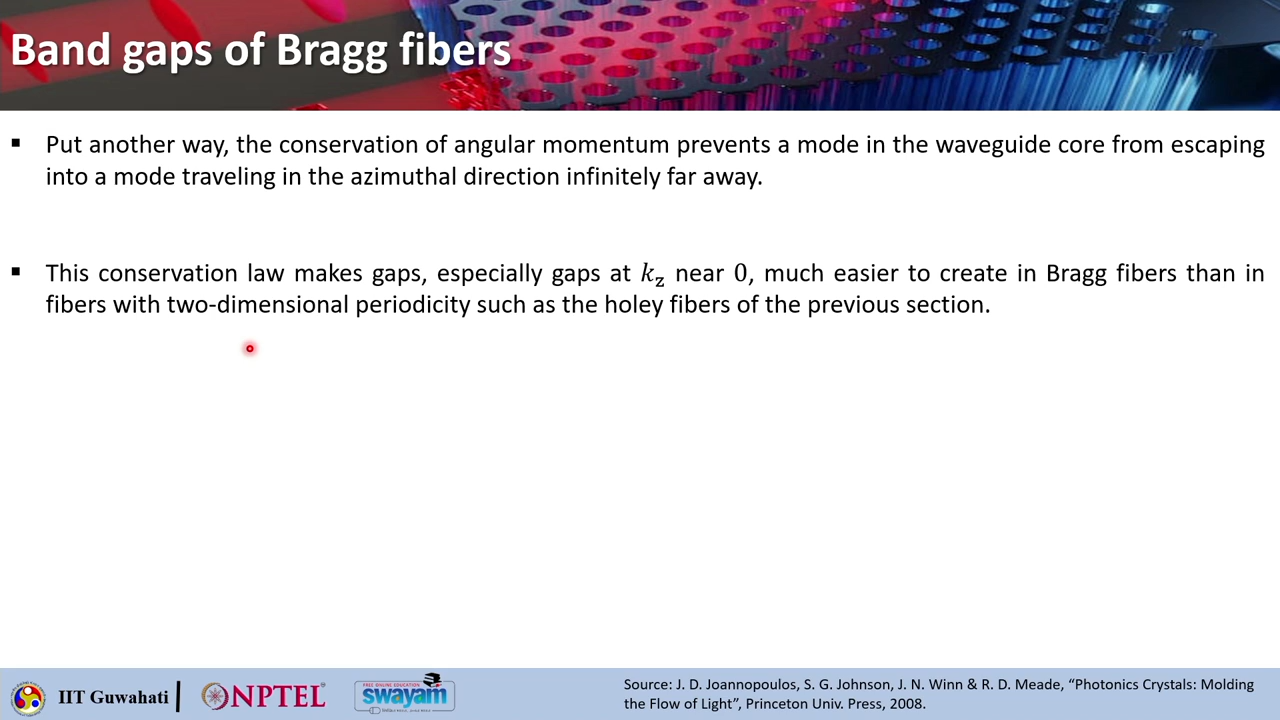 Band gaps of Bragg fibers
▪ Put another way, the conservation of angular momentum prevents a mode in the waveguide core from escaping
into a mode traveling in the azimuthal direction infinitely far away.
▪ This conservation law makes gaps, especially gaps at k_z near 0, much easier to create in Bragg fibers than in
fibers with two-dimensional periodicity such as the holey fibers of the previous section.
IIT Guwahati
NPTEL
FREE ONLINE EDUCATION
swayam
Source: J. D. Joannopoulos, S. G. Johnson, J. N. Winn & R. D. Meade, “Photonics Crystals: Molding
the Flow of Light”, Princeton Univ. Press, 2008.